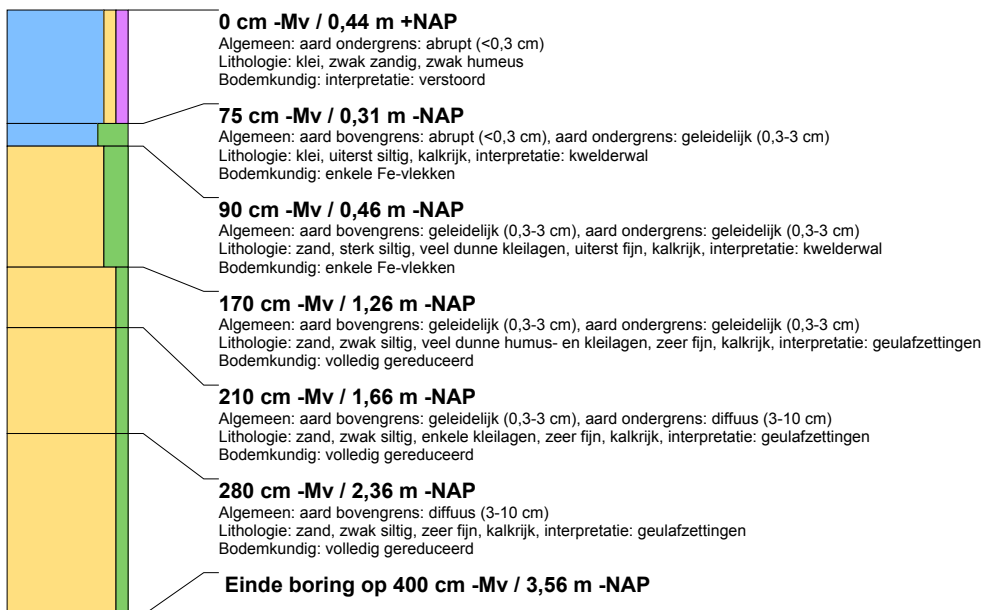 0 cm -Mv / 0,44 m +NAP
Algemeen: aard ondergrens: abrupt (<0,3 cm)
Lithologie: klei, zwak zandig, zwak humeus
Bodemkundig: interpretatie: verstoord
75 cm -Mv / 0,31 m -NAP
Algemeen: aard bovengrens: abrupt (<0,3 cm), aard ondergrens: geleidelijk (0,3-3 cm)
Lithologie: klei, uiterst siltig, kalkrijk, interpretatie: kwelderwal
Bodemkundig: enkele Fe-vlekken
90 cm -Mv / 0,46 m -NAP
Algemeen: aard bovengrens: geleidelijk (0,3-3 cm), aard ondergrens: geleidelijk (0,3-3 cm)
Lithologie: zand, sterk siltig, veel dunne kleilagen, uiterst fijn, kalkrijk, interpretatie: kwelderwal
Bodemkundig: enkele Fe-vlekken
170 cm -Mv / 1,26 m -NAP
Algemeen: aard bovengrens: geleidelijk (0,3-3 cm), aard ondergrens: geleidelijk (0,3-3 cm)
Lithologie: zand, zwak siltig, veel dunne humus- en kleilagen, zeer fijn, kalkrijk, interpretatie: geulafzettingen
Bodemkundig: volledig gereduceerd
210 cm -Mv / 1,66 m -NAP
Algemeen: aard bovengrens: geleidelijk (0,3-3 cm), aard ondergrens: diffuus (3-10 cm)
Lithologie: zand, zwak siltig, enkele kleilagen, zeer fijn, kalkrijk, interpretatie: geulafzettingen
Bodemkundig: volledig gereduceerd
280 cm -Mv / 2,36 m -NAP
Algemeen: aard bovengrens: diffuus (3-10 cm)
Lithologie: zand, zwak siltig, zeer fijn, kalkrijk, interpretatie: geulafzettingen
Bodemkundig: volledig gereduceerd
Einde boring op 400 cm -Mv / 3,56 m -NAP